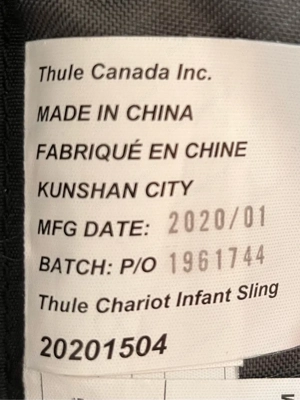 Thule Canada Inc.
MADE IN CHINA
FABRIQUÉ EN CHINE
KUNSHAN CITY
MFG DATE: 2020/01
BATCH: P/O 1961744
Thule Chariot Infant Sling
20201504